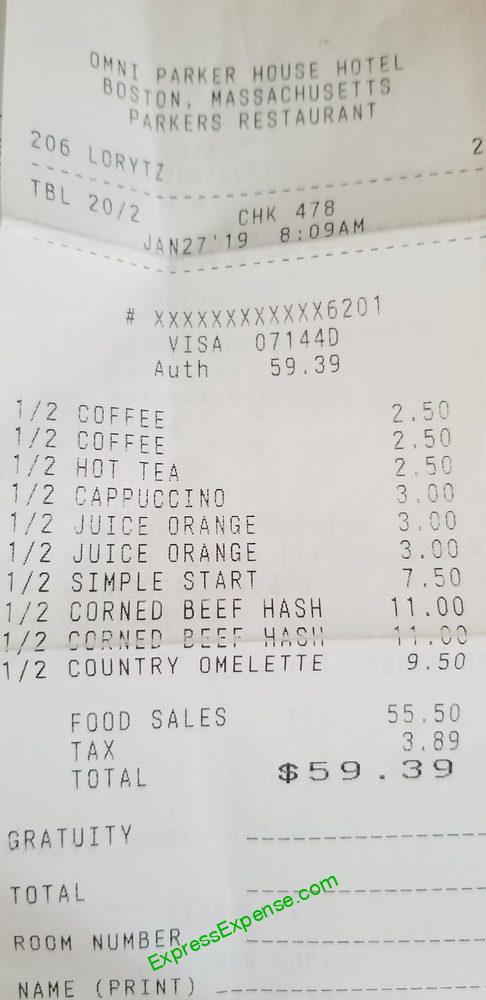 OMNI PARKER HOUSE HOTEL
BOSTON, MASSACHUSETTS
PARKERS RESTAURANT
206 LORYTZ 2
TBL 20/2 CHK 478
JAN27'19 8:09AM
# XXXXXXXXXXXX6201
VISA 07144D
Auth 59.39
1/2 COFFEE 2.50
1/2 COFFEE 2.50
1/2 HOT TEA 2.50
1/2 CAPPUCCINO 3.00
1/2 JUICE ORANGE 3.00
1/2 JUICE ORANGE 3.00
1/2 SIMPLE START 7.50
1/2 CORNED BEEF HASH 11.00
1/2 CORNED BEEF HASH 11.00
1/2 COUNTRY OMELETTE 9.50
FOOD SALES 55.50
TAX 3.89
TOTAL $59.39
GRATUITY
TOTAL
ROOM NUMBER
ExpressExpense.com
NAME (PRINT)